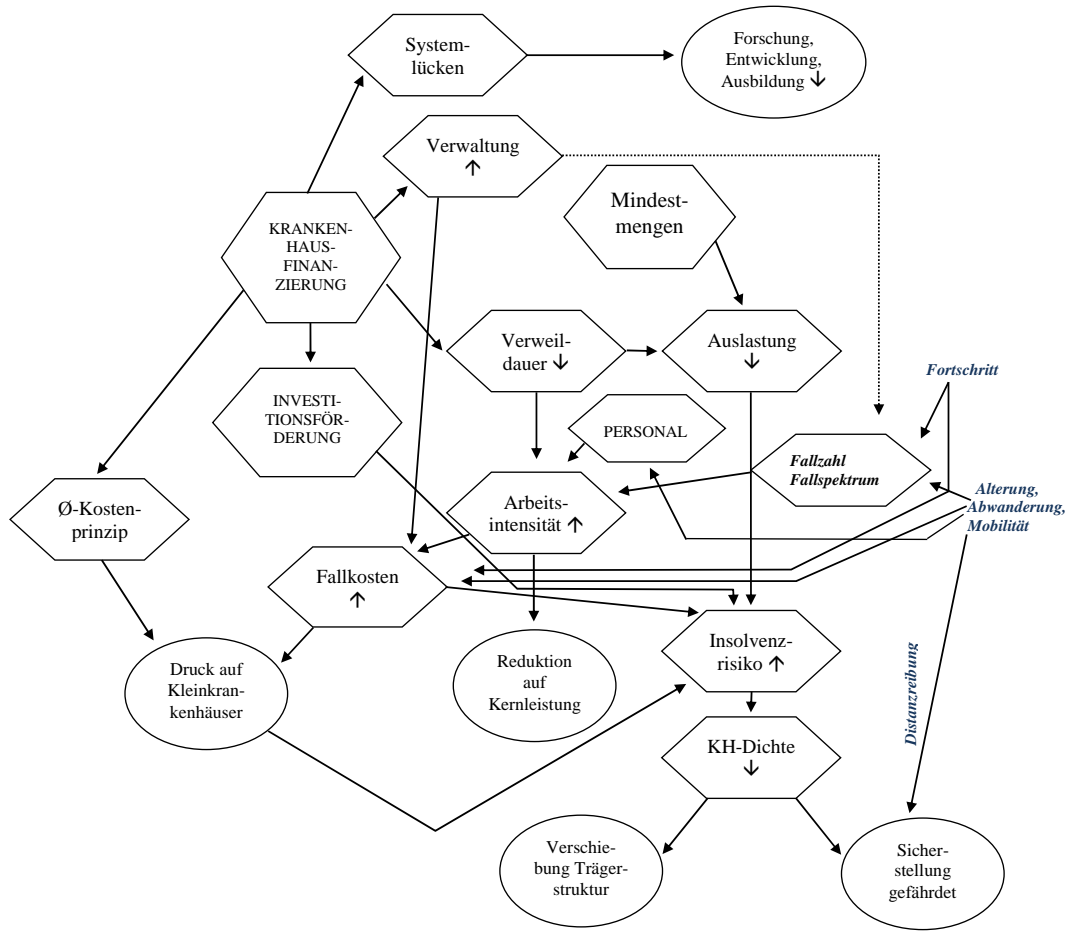 System-
lücken
Forschung,
Entwicklung,
Ausbildung ↓
Verwaltung
↑
Mindest-
mengen
KRANKEN-
HAUS-
FINAN-
ZIERUNG
Verweil-
dauer ↓
Auslastung
↓
Fortschritt
INVESTI-
TIONSFÖR-
DERUNG
PERSONAL
Fallzahl
Fallspektrum
Alterung,
Abwanderung,
Mobilität
Ø-Kosten-
prinzip
Arbeits-
intensität ↑
Fallkosten
↑
Druck auf
Kleinkran-
kenhäuser
Reduktion
auf
Kernleistung
Insolvenz-
risiko ↑
Distanzreibung
KH-Dichte
↓
Verschie-
bung Träger-
struktur
Sicher-
stellung
gefährdet